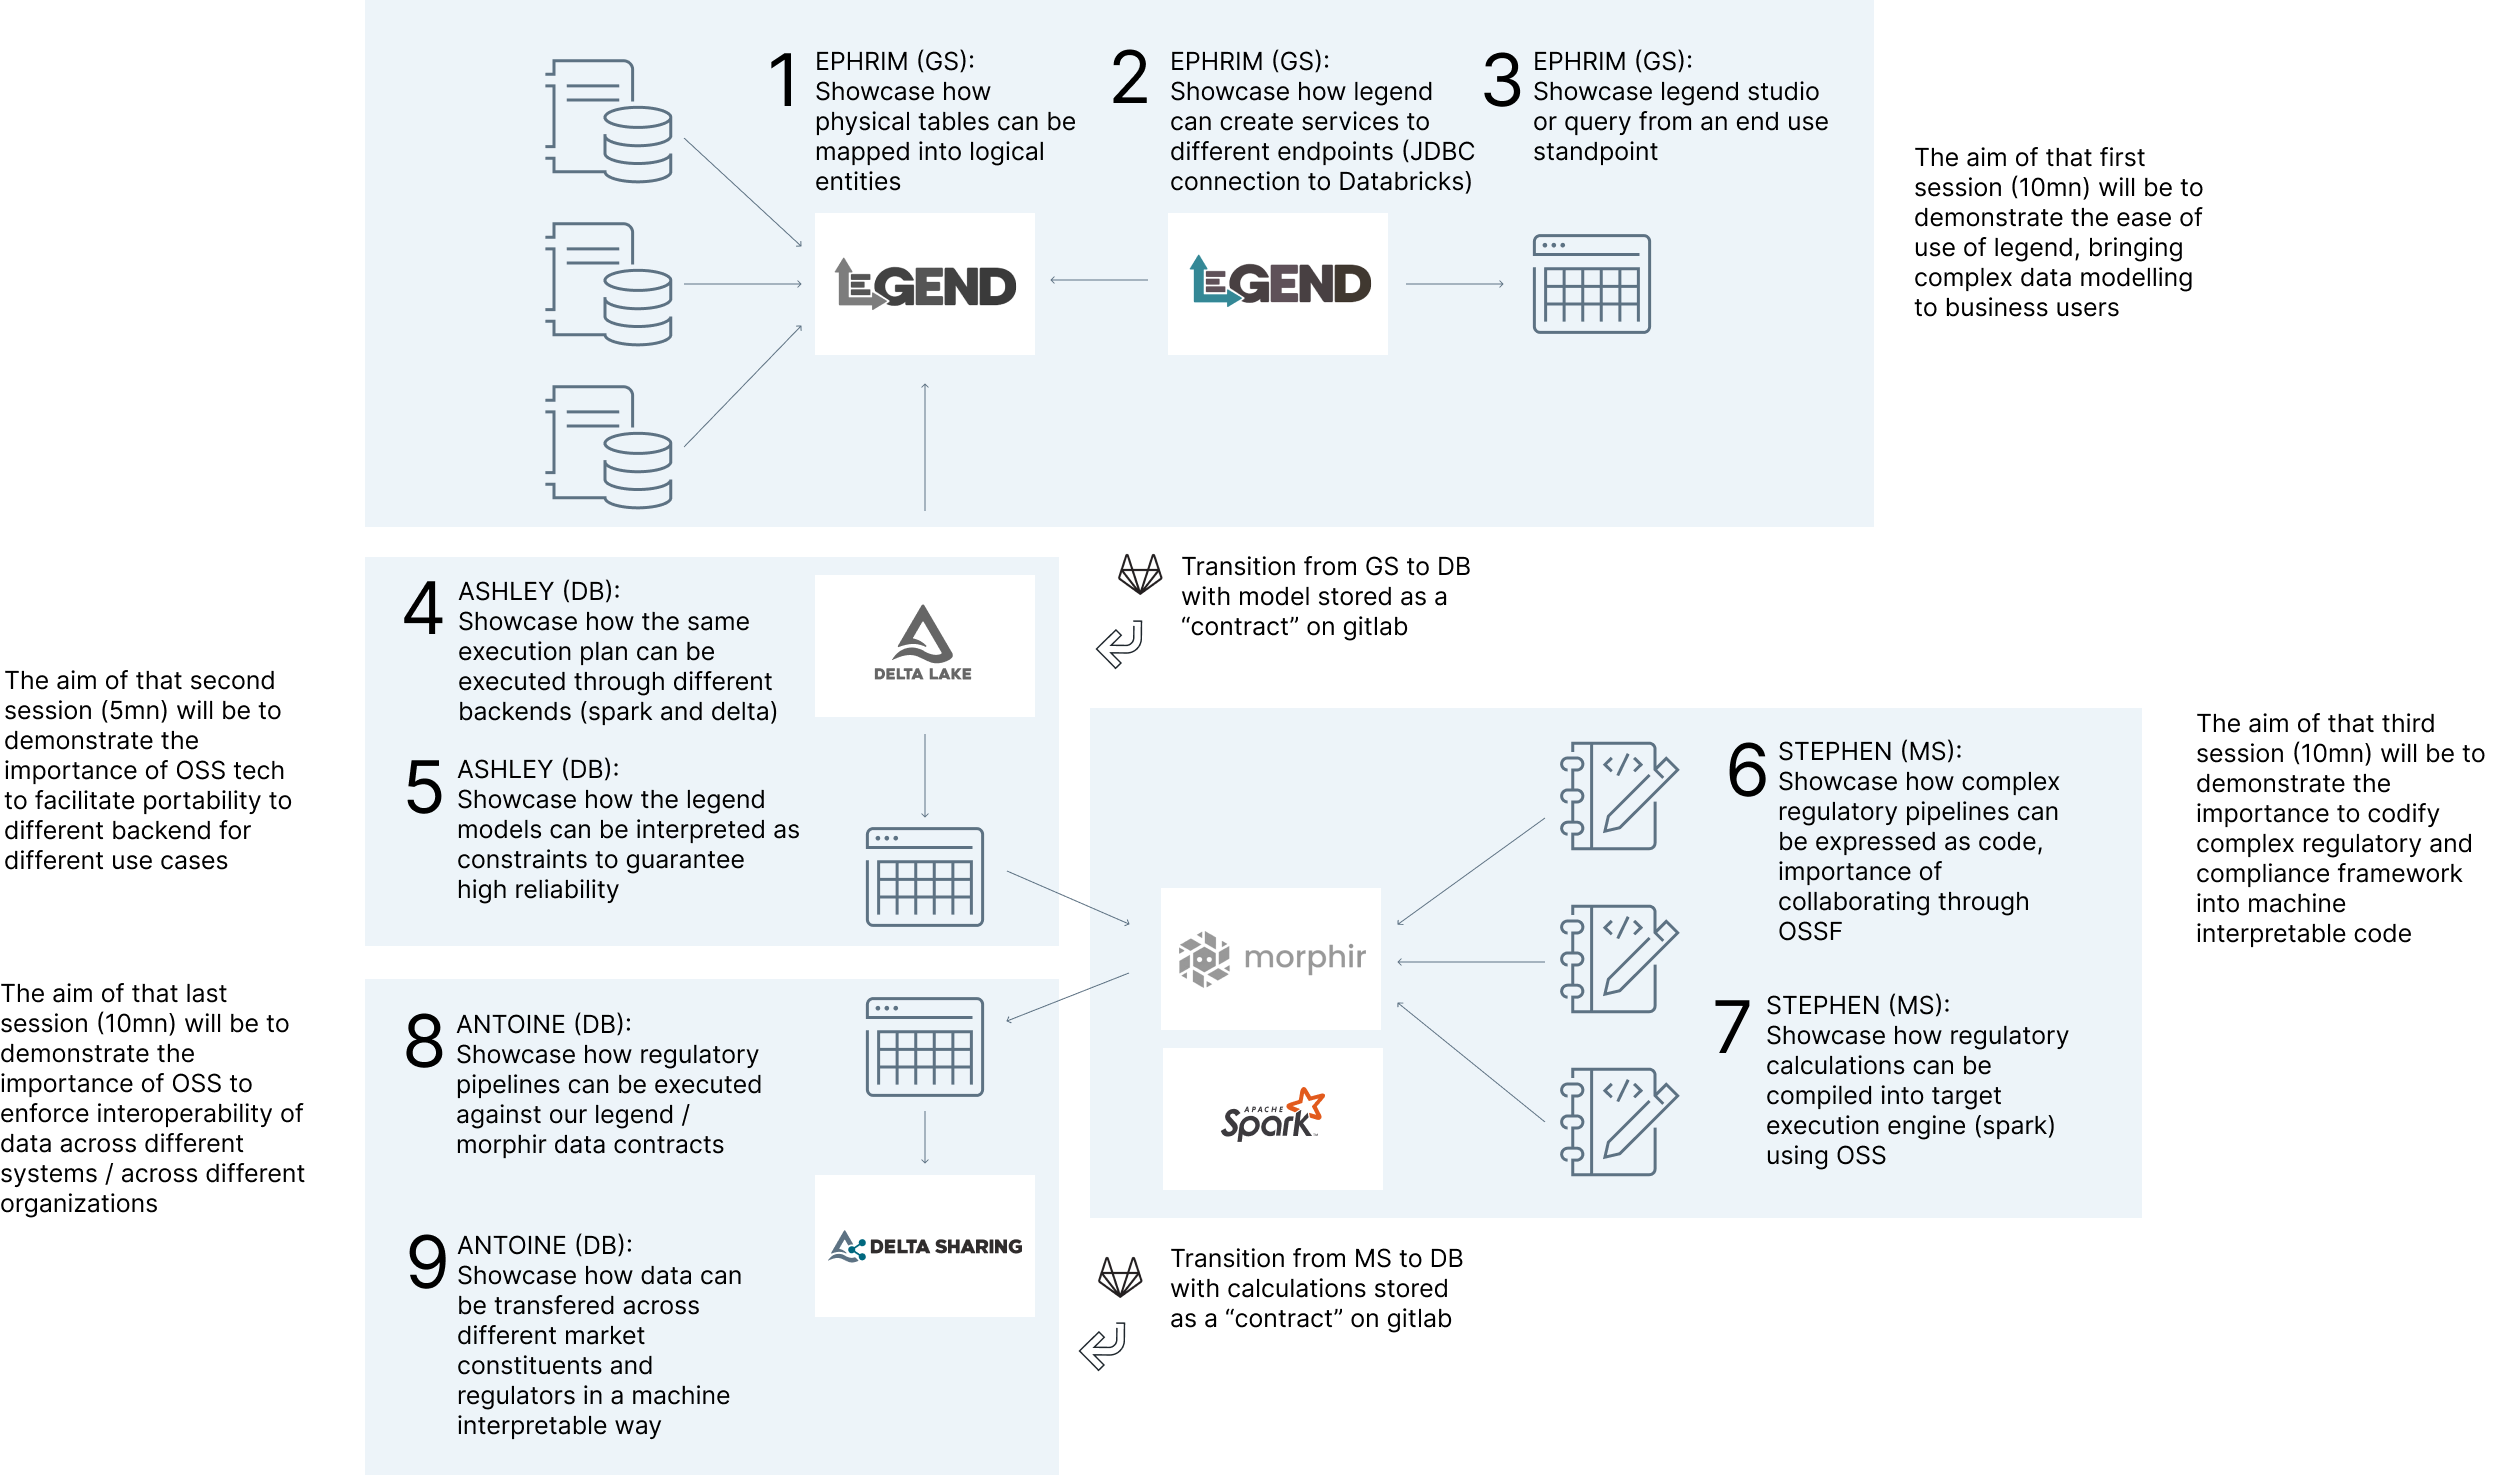 1
EPHRIM (GS):
Showcase how
physical tables can be
mapped into logical
entities
2
EPHRIM (GS):
Showcase how legend
can create services to
different endpoints (JDBC
connection to Databricks)
3
EPHRIM (GS):
Showcase legend studio
or query from an end use
standpoint
The aim of that first
session (10mn) will be to
demonstrate the ease of
use of legend, bringing
complex data modelling
to business users
LEGEND
LEGEND
4
ASHLEY (DB):
Showcase how the same
execution plan can be
executed through different
backends (spark and delta)
DELTA LAKE
Transition from GS to DB
with model stored as a
“contract” on gitlab
The aim of that second
session (5mn) will be to
demonstrate the
importance of OSS tech
to facilitate portability to
different backend for
different use cases
5
ASHLEY (DB):
Showcase how the legend
models can be interpreted as
constraints to guarantee
high reliability
6
STEPHEN (MS):
Showcase how complex
regulatory pipelines can
be expressed as code,
importance of
collaborating through
OSSF
The aim of that third
session (10mn) will be to
demonstrate the
importance to codify
complex regulatory and
compliance framework
into machine
interpretable code
morphir
APACHE
Spark
TM
7
STEPHEN (MS):
Showcase how regulatory
calculations can be
compiled into target
execution engine (spark)
using OSS
The aim of that last
session (10mn) will be to
demonstrate the
importance of OSS to
enforce interoperability of
data across different
systems / across different
organizations
8
ANTOINE (DB):
Showcase how regulatory
pipelines can be executed
against our legend /
morphir data contracts
9
ANTOINE (DB):
Showcase how data can
be transfered across
different market
constituents and
regulators in a machine
interpretable way
DELTA SHARING
Transition from MS to DB
with calculations stored
as a “contract” on gitlab